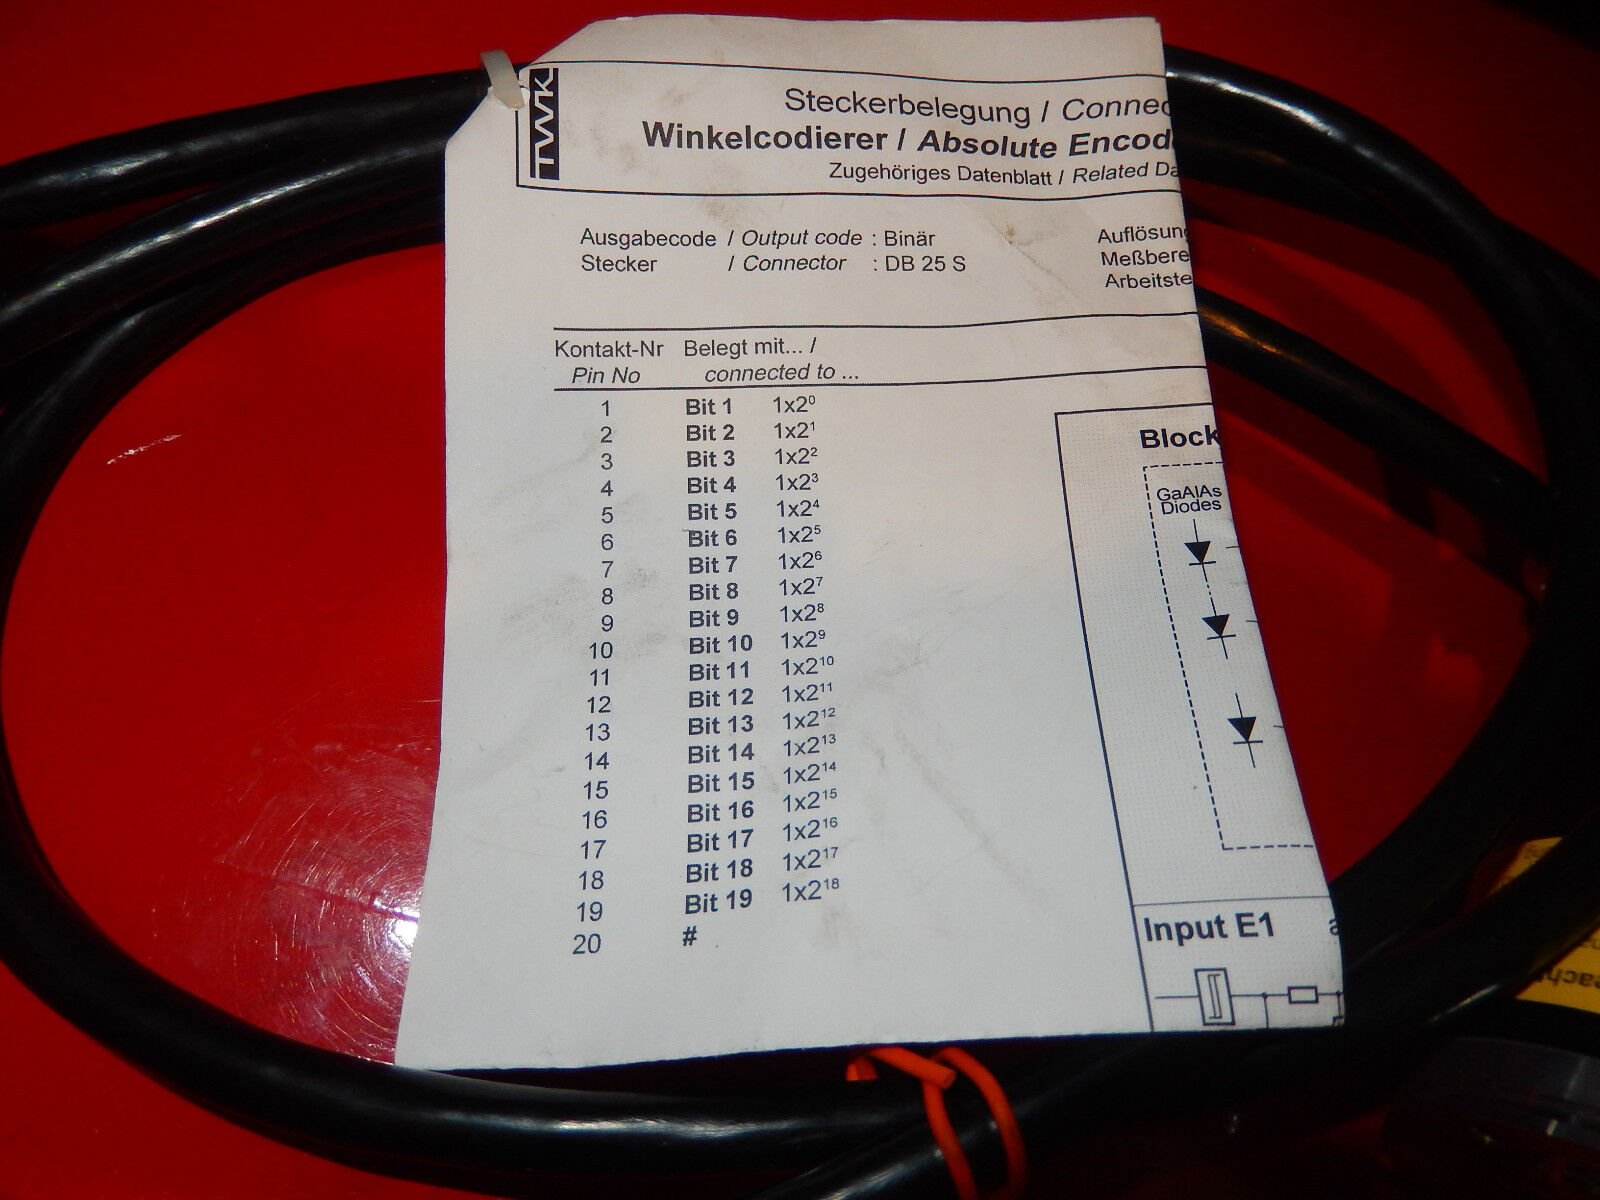 TWK
Steckerbelegung / Connec
Winkelcodierer / Absolute Encod
Zugehöriges Datenblatt / Related Da
Ausgabecode / Output code : Binär
Stecker / Connector : DB 25 S
Auflösung
Meßbere
Arbeitste
Kontakt-Nr Belegt mit... /
Pin No connected to ...
1 Bit 1 1x2⁰
2 Bit 2 1x2¹
3 Bit 3 1x2²
4 Bit 4 1x2³
5 Bit 5 1x2⁴
6 Bit 6 1x2⁵
7 Bit 7 1x2⁶
8 Bit 8 1x2⁷
9 Bit 9 1x2⁸
10 Bit 10 1x2⁹
11 Bit 11 1x2¹⁰
12 Bit 12 1x2¹¹
13 Bit 13 1x2¹²
14 Bit 14 1x2¹³
15 Bit 15 1x2¹⁴
16 Bit 16 1x2¹⁵
17 Bit 17 1x2¹⁶
18 Bit 18 1x2¹⁷
19 Bit 19 1x2¹⁸
20 #
Block
GaAlAs
Diodes
Input E1